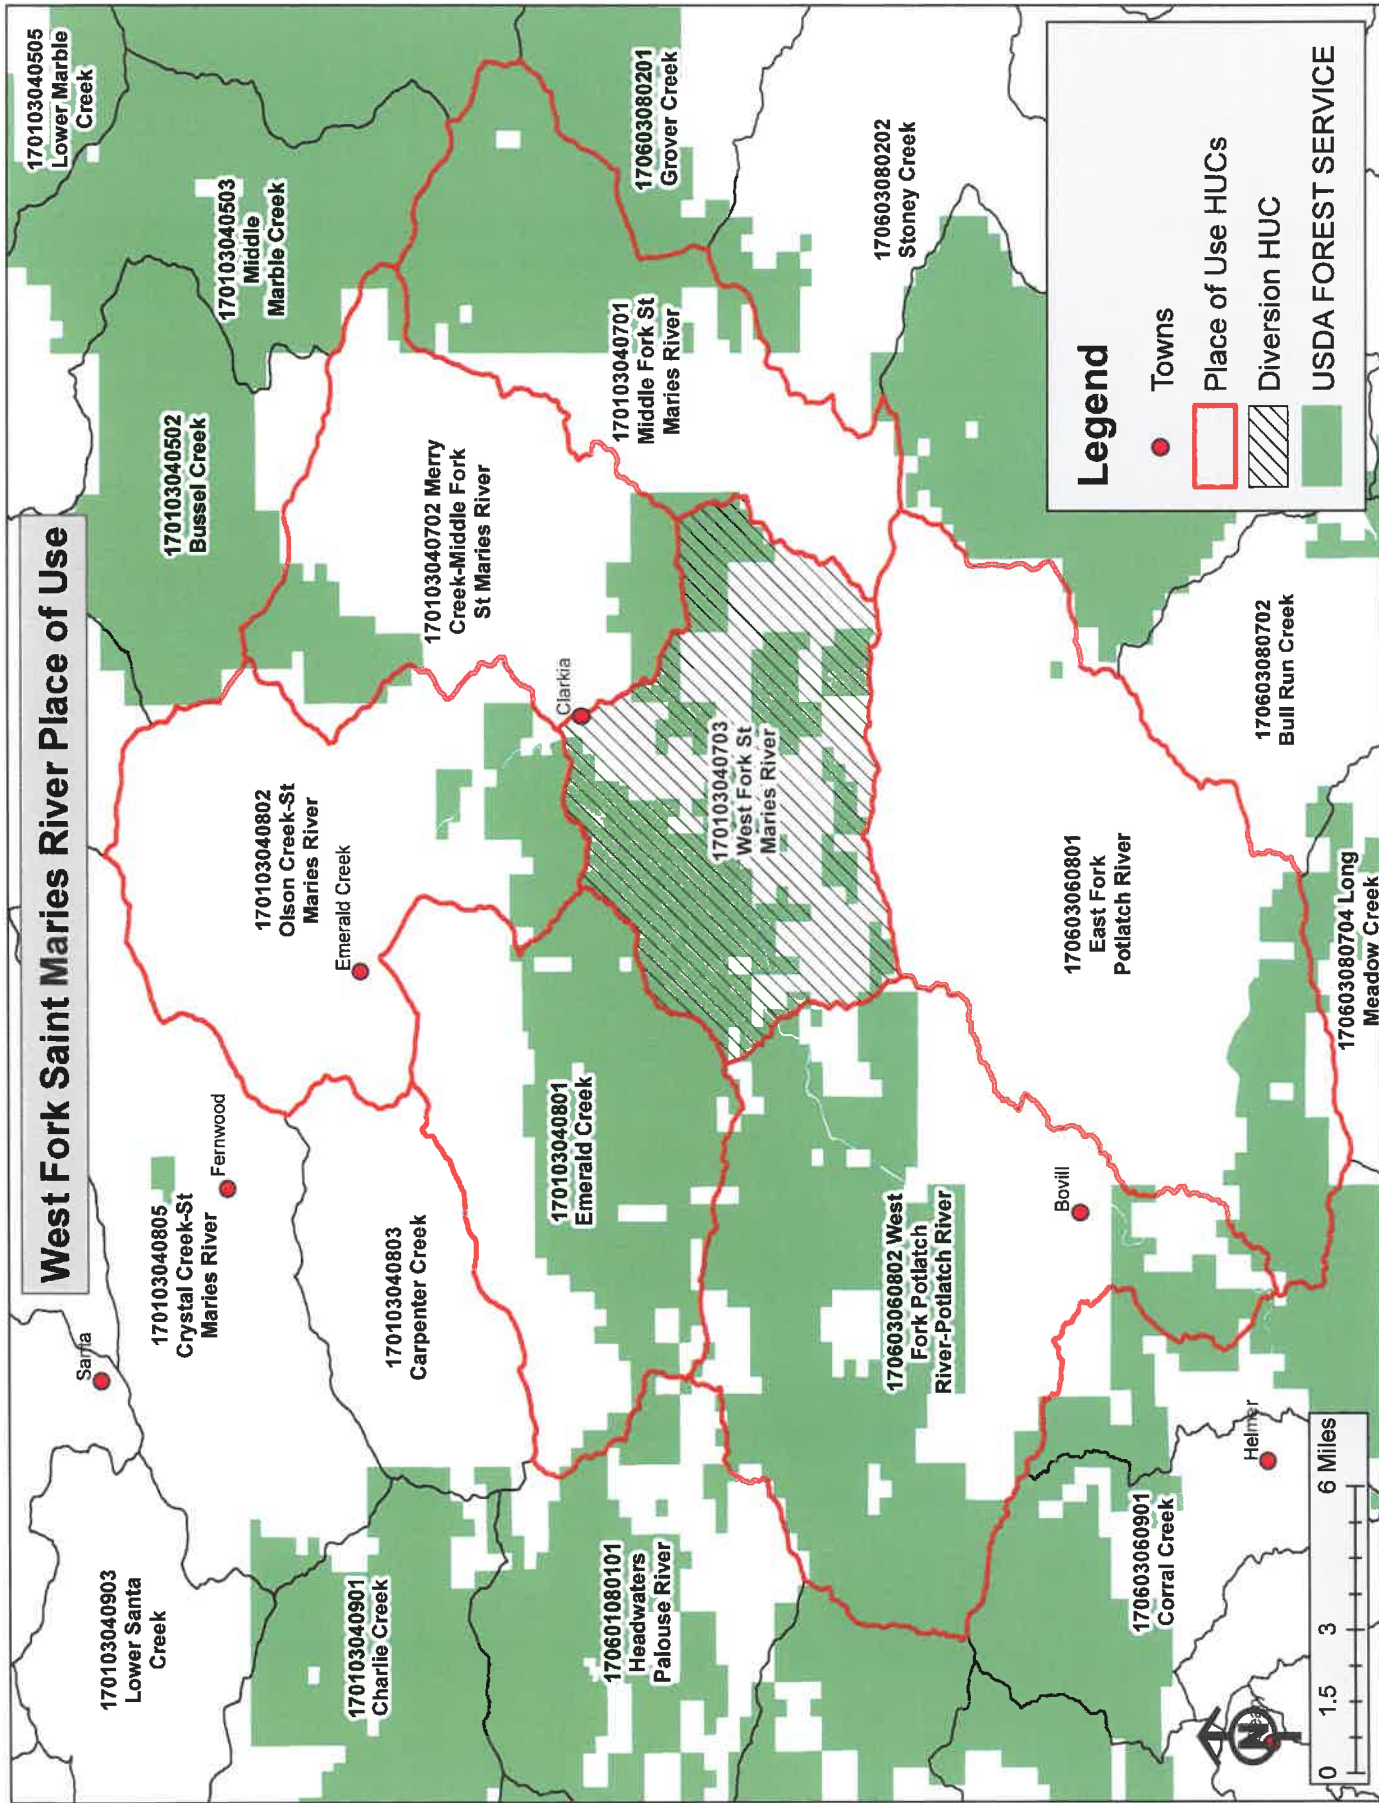 West Fork Saint Maries River Place of Use
170103040903
Lower Santa
Creek
Santa
170103040805
Crystal Creek-St
Maries River
Fernwood
170103040502
Bussel Creek
170103040503
Middle
Marble Creek
170103040505
Lower Marble
Creek
170103040901
Charlie Creek
170103040803
Carpenter Creek
170103040802
Olson Creek-St
Maries River
Emerald Creek
170103040702 Merry
Creek-Middle Fork
St Maries River
Clarkia
170103040701
Middle Fork St
Maries River
170603080201
Grover Creek
170601080101
Headwaters
Palouse River
170103040801
Emerald Creek
170103040703
West Fork St
Maries River
170603080202
Stoney Creek
170603060802 West
Fork Potlatch
River-Potlatch River
Bovill
170603060801
East Fork
Potlatch River
170603060901
Corral Creek
Helmer
170603080702
Bull Run Creek
170603080704 Long
Meadow Creek
N
0 1.5 3 6 Miles
Legend
Towns
Place of Use HUCs
Diversion HUC
USDA FOREST SERVICE